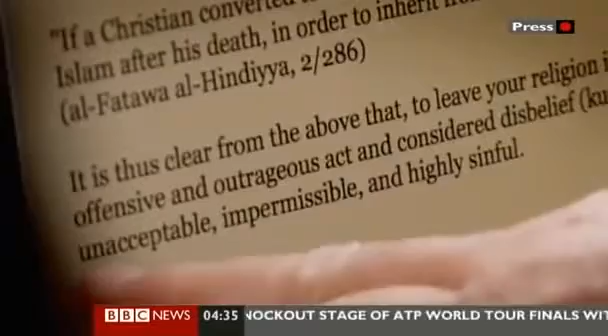 "If a Christian converted
Press
Islam after his death, in order to inherit
(al-Fatawa al-Hindiyya, 2/286)
It is thus clear from the above that, to leave your religion i
offensive and outrageous act and considered disbelief (ku
unacceptable, impermissible, and highly sinful.
BBC NEWS 04:35 NOCKOUT STAGE OF ATP WORLD TOUR FINALS WIT